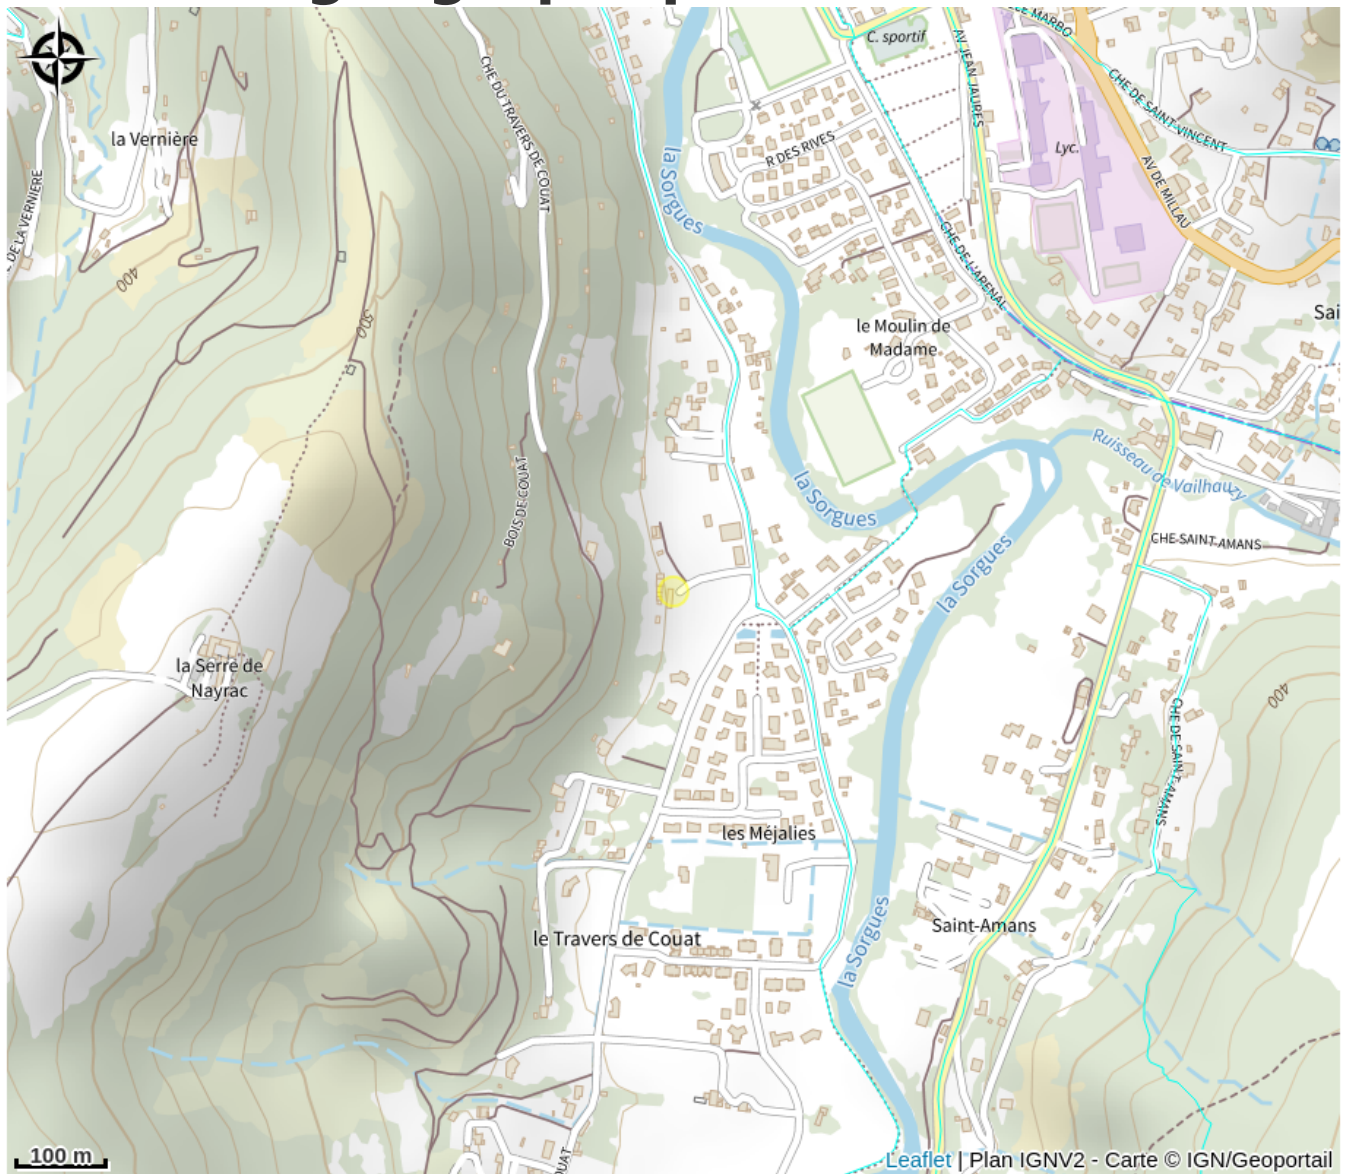 C. sportif
CHE DE SAINT-VINCENT
AV JEAN JAURES
CHE DU TRAVERS DE COUAT
la Vernière
R DES RIVES
Lyc.
AV DE MILLAU
la Sorgues
DE LA VERNIERE
400
CHE DE L'ARENAL
500
le Moulin de
Madame
Sai
Ruisseau de Vailhauzy
BOIS DE COUAT
la Sorgues
CHE SAINT-AMANS
la Sorgues
la Serre de
Nayrac
400
CHE DE SAINT-AMANS
les Méjalies
Saint-Amans
le Travers de Couat
la Sorgues
OUAT
100 m
Leaflet | Plan IGNV2 - Carte © IGN/Geoportail